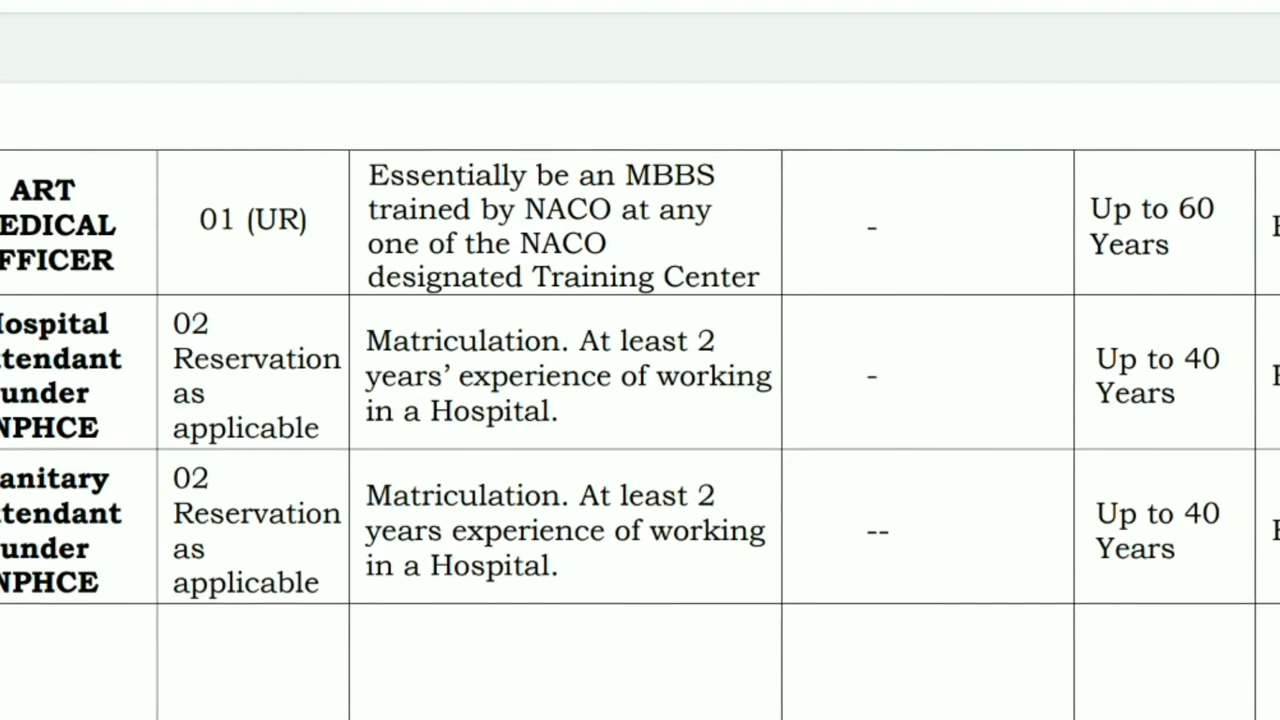 ART
EDICAL
FFICER
01 (UR)
Essentially be an MBBS
trained by NACO at any
one of the NACO
designated Training Center
-
Up to 60
Years
ospital
tendant
under
NPHCE
02
Reservation
as
applicable
Matriculation. At least 2
years’ experience of working
in a Hospital.
-
Up to 40
Years
anitary
tendant
under
NPHCE
02
Reservation
as
applicable
Matriculation. At least 2
years experience of working
in a Hospital.
--
Up to 40
Years